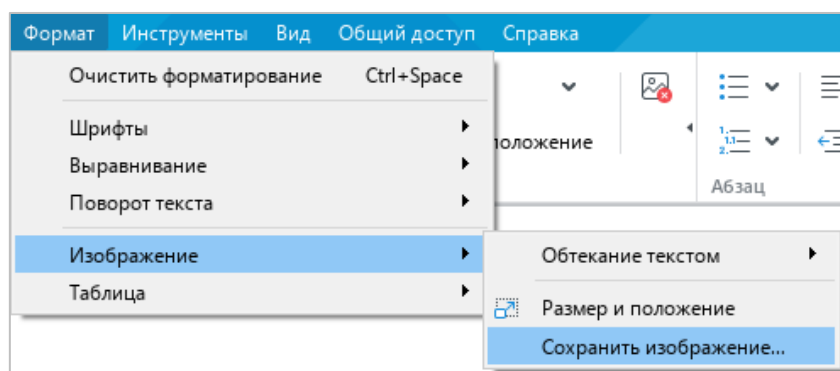 Формат Инструменты Вид Общий доступ Справка
Очистить форматирование Ctrl+Space
Шрифты
положение
Выравнивание
Абзац
Поворот текста
Изображение
Обтекание текстом
Таблица
Размер и положение
Сохранить изображение...